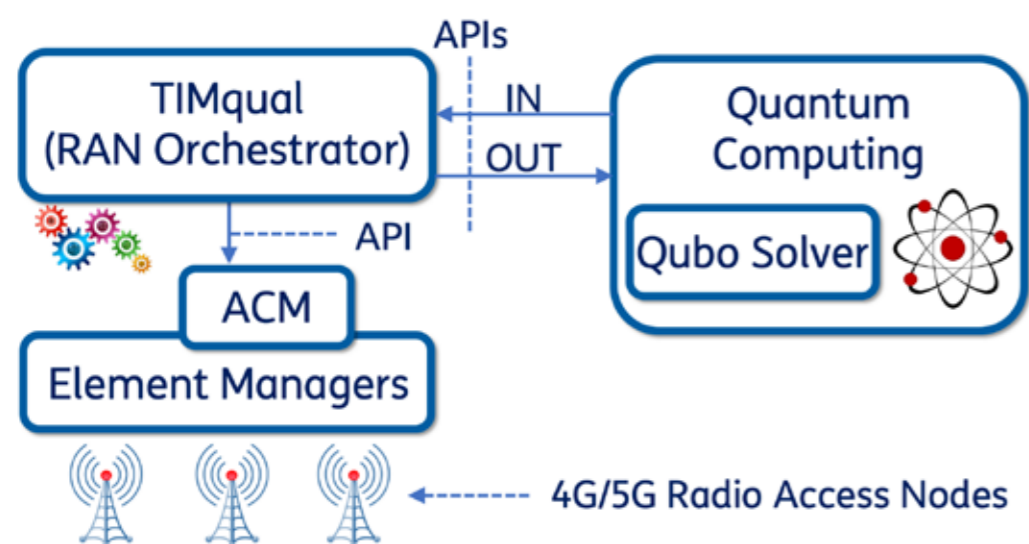 APIs
TIMqual
(RAN Orchestrator)
IN
OUT
Quantum
Computing
Qubo Solver
API
ACM
Element Managers
4G/5G Radio Access Nodes